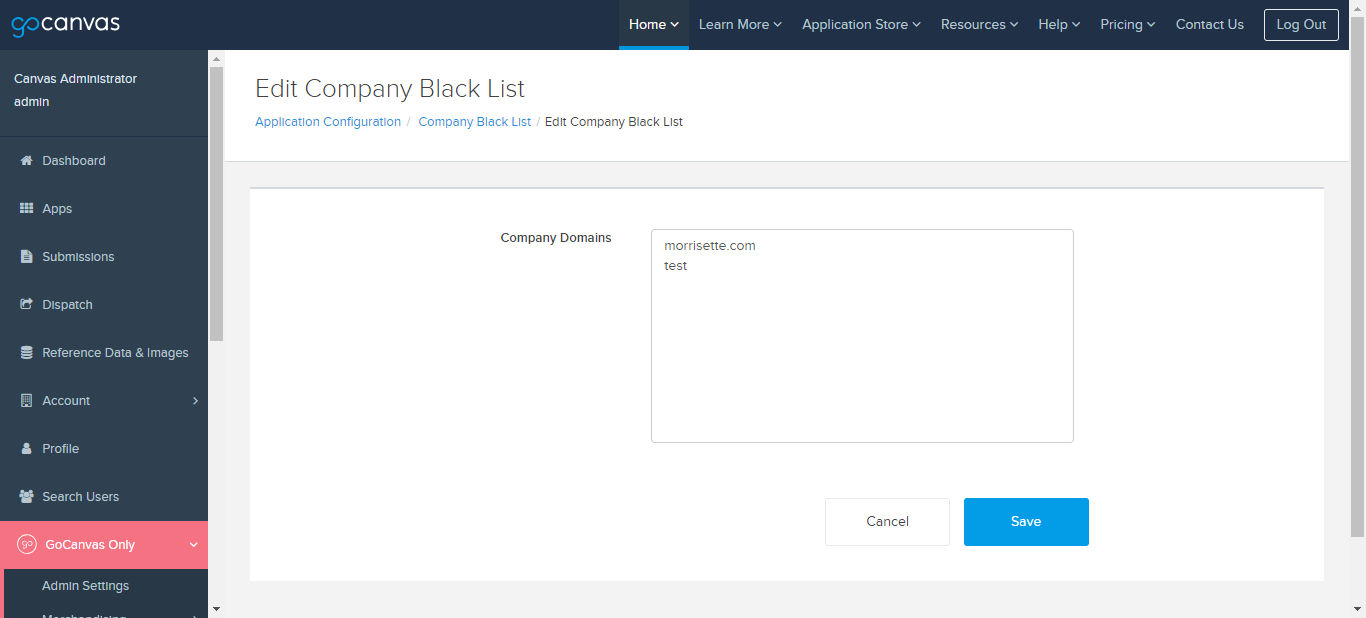 gocanvas
Home Learn More Application Store Resources Help Pricing Contact Us Log Out
Canvas Administrator
admin
Dashboard
Apps
Submissions
Dispatch
Reference Data & Images
Account
Profile
Search Users
go GoCanvas Only
Admin Settings
Merchandising
Edit Company Black List
Application Configuration / Company Black List / Edit Company Black List
Company Domains
morrisette.com
test
Cancel Save